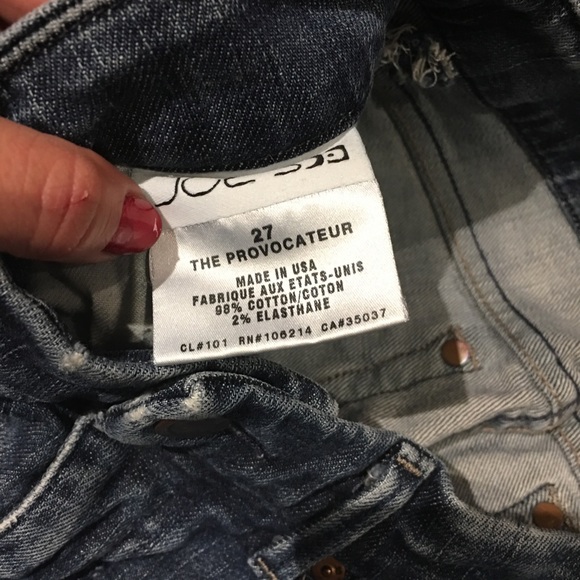 JOE'S
27
THE PROVOCATEUR
MADE IN USA
FABRIQUE AUX ETATS-UNIS
98% COTTON/COTON
2% ELASTHANE
CL#101 RN#106214 CA#35037